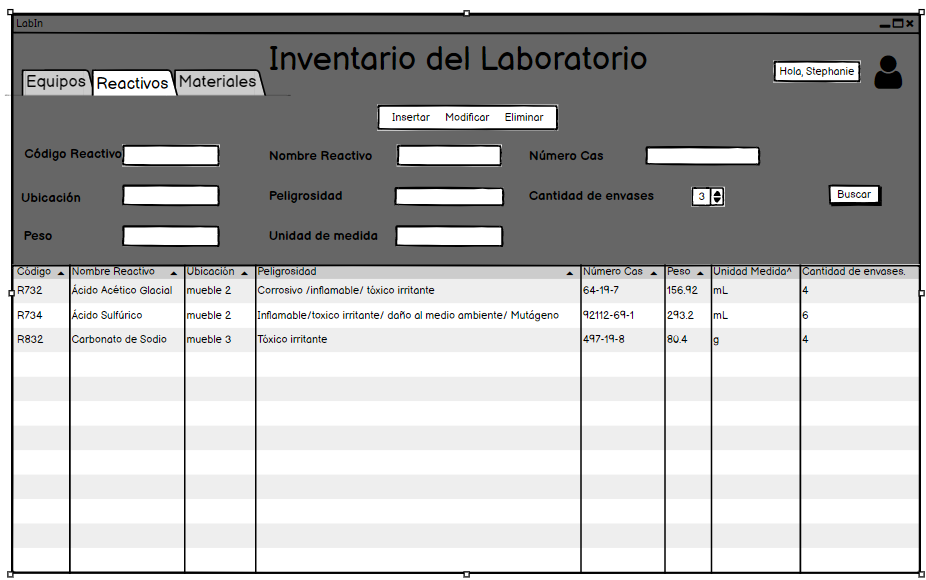 LabIn
Inventario del Laboratorio
Equipos Reactivos Materiales
Hola, Stephanie
Insertar Modificar Eliminar
Código Reactivo Nombre Reactivo Número Cas
Ubicación Peligrosidad Cantidad de envases 3 Buscar
Peso Unidad de medida
Código Nombre Reactivo Ubicación Peligrosidad Número Cas Peso Unidad Medida^ Cantidad de envases.
R732 Ácido Acético Glacial mueble 2 Corrosivo /inflamable/ tóxico irritante 64-19-7 156.92 mL 4
R734 Ácido Sulfúrico mueble 2 Inflamable/toxico irritante/ daño al medio ambiente/ Mutágeno 92112-69-1 293.2 mL 6
R832 Carbonato de Sodio mueble 3 Tóxico irritante 497-19-8 80.4 g 4